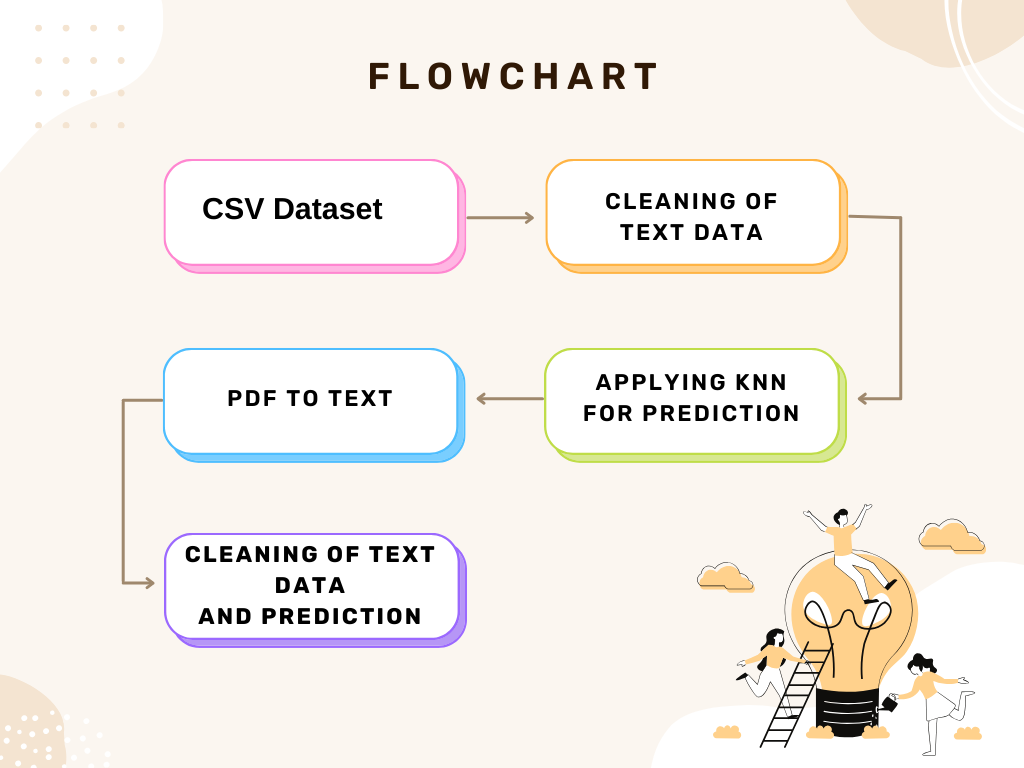 FLOWCHART
CSV Dataset
CLEANING OF
TEXT DATA
APPLYING KNN
FOR PREDICTION
PDF TO TEXT
CLEANING OF TEXT
DATA
AND PREDICTION